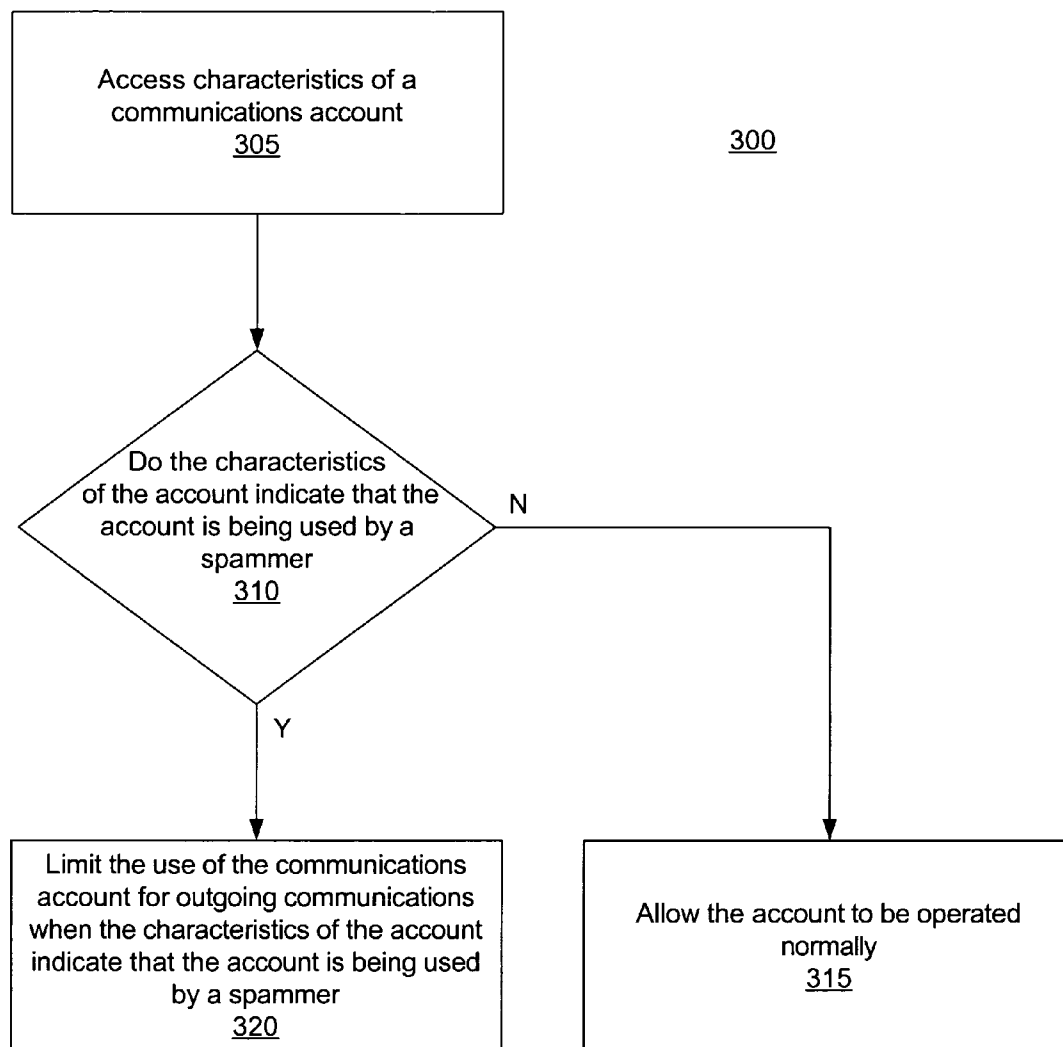 Access characteristics of a
communications account
305
300
Do the characteristics
of the account indicate that the
account is being used by a
spammer
310
N
Y
Limit the use of the communications
account for outgoing communications
when the characteristics of the account
indicate that the account is being used
by a spammer
320
Allow the account to be operated
normally
315